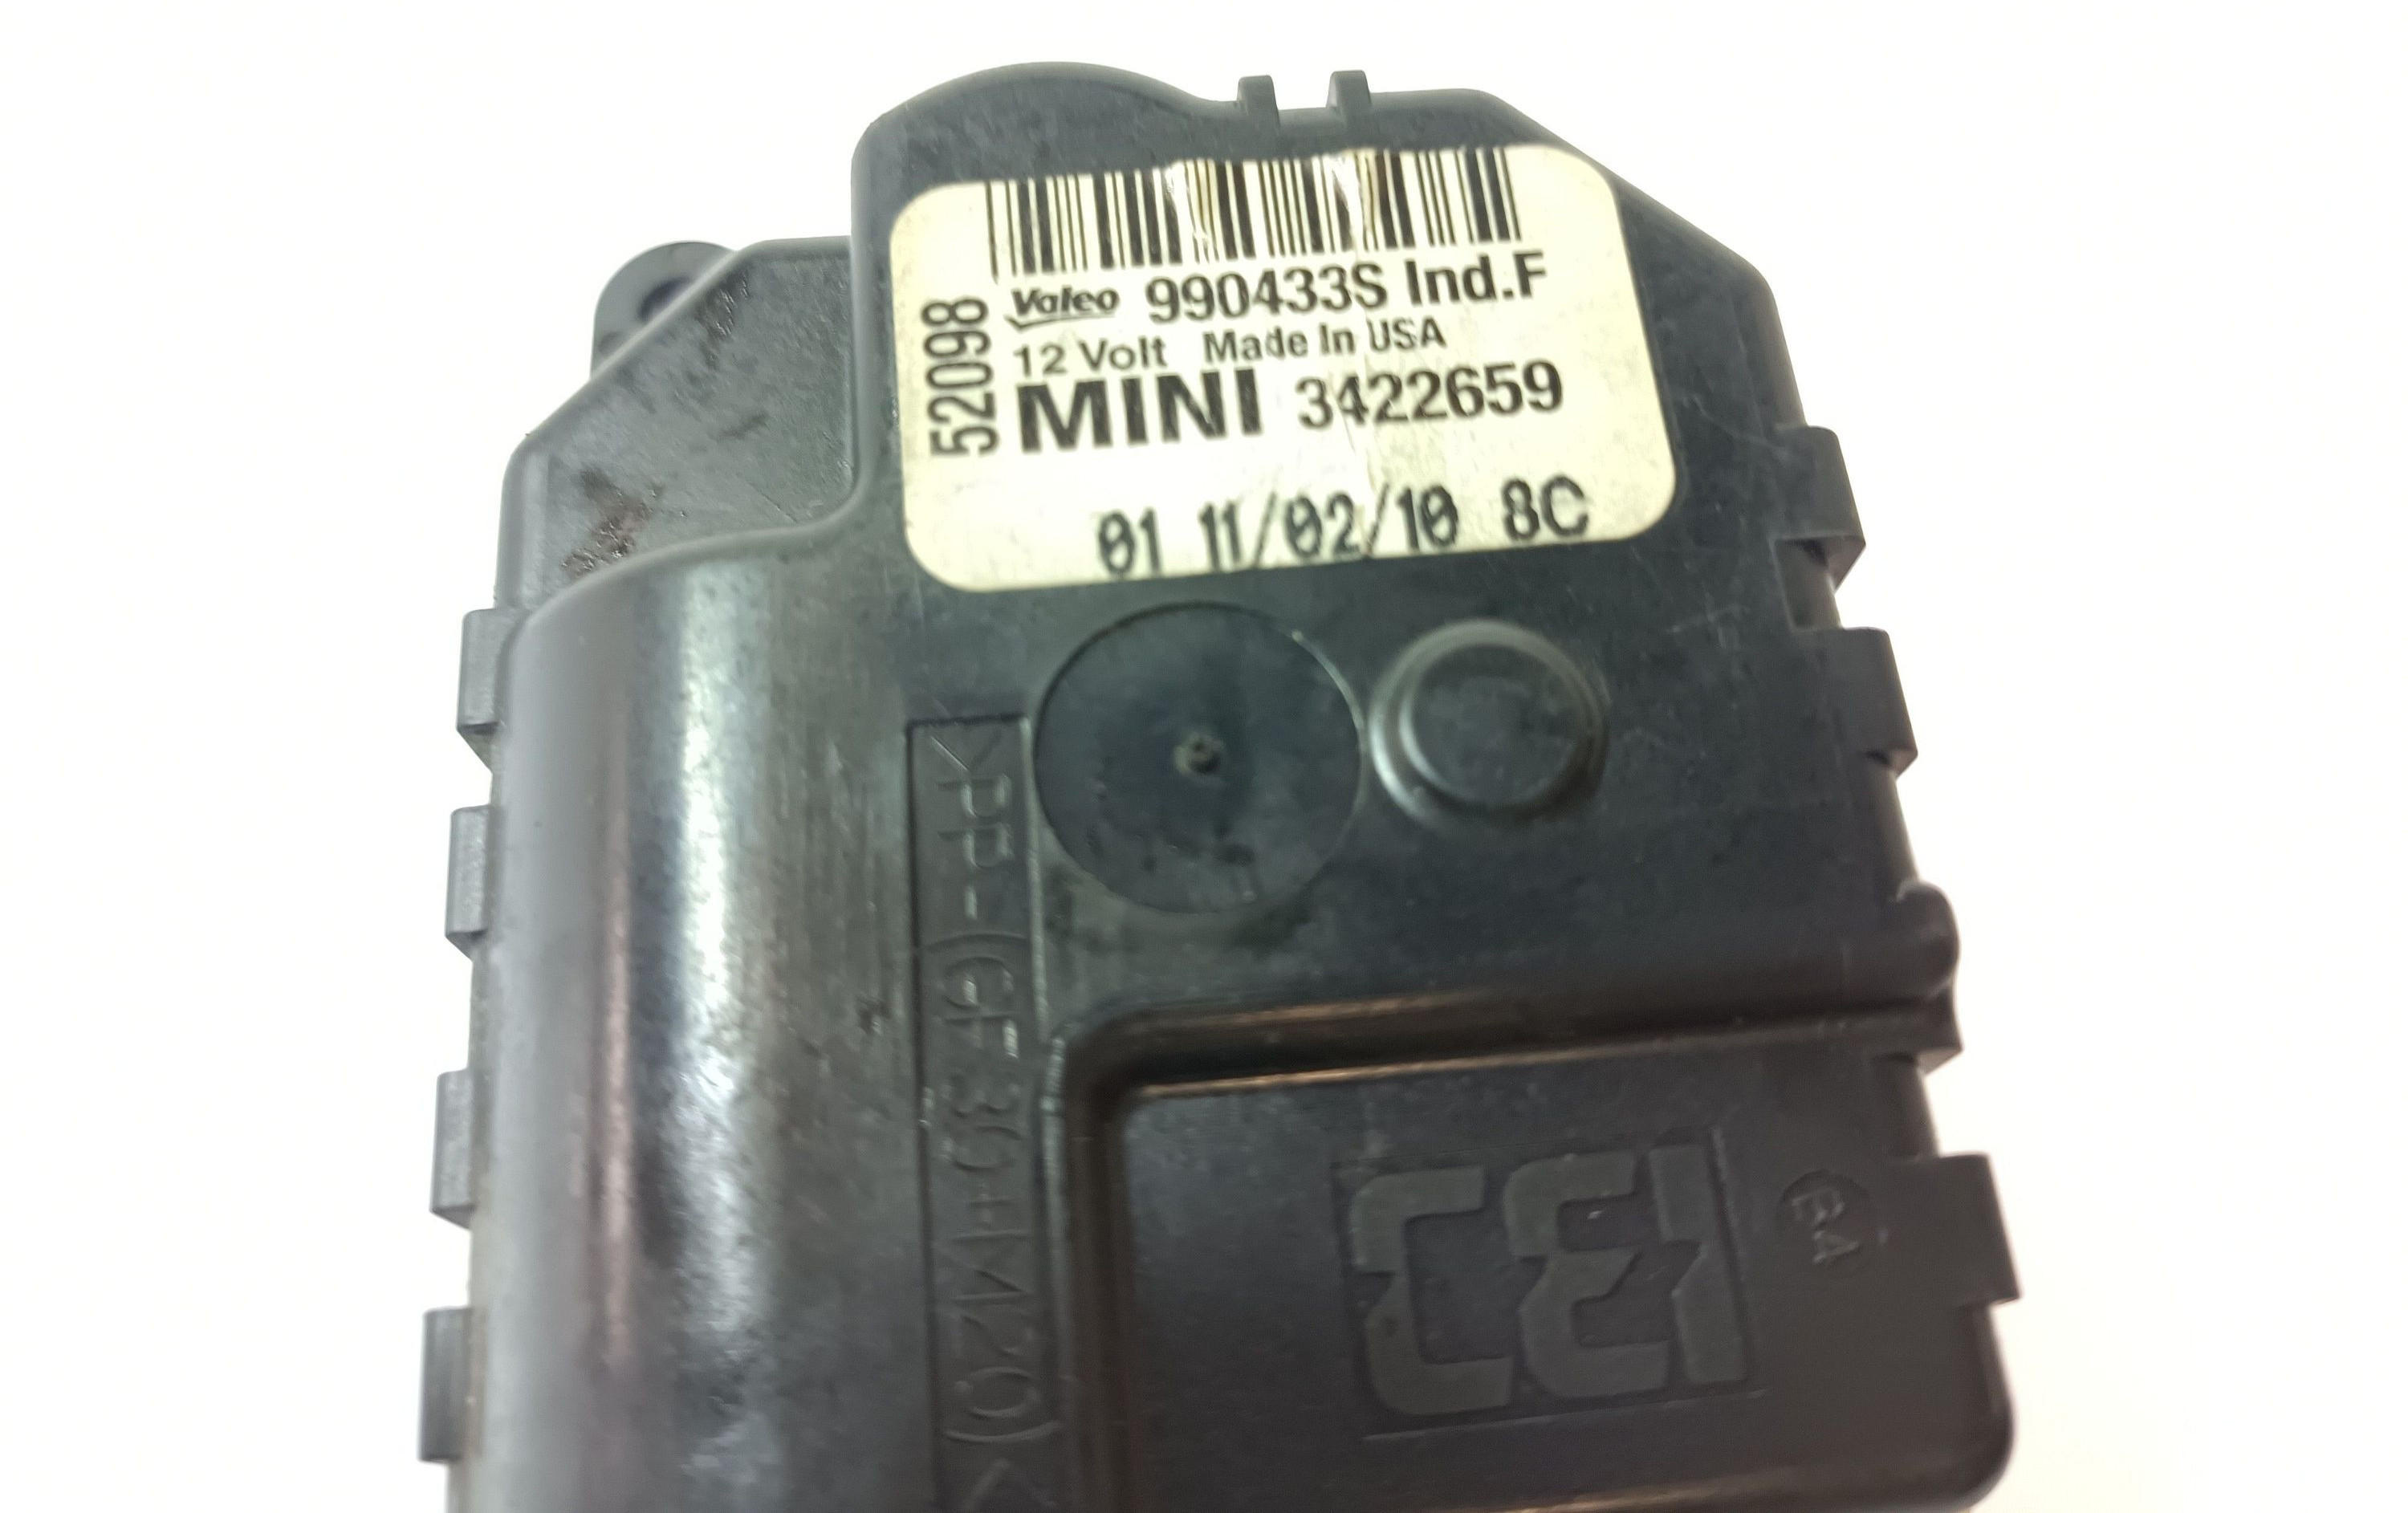 52098
Valeo 990433S Ind.F
12 Volt Made In USA
MINI 3422659
01 11/02/10 8C
>PP-(GF30+M20)<
CEI